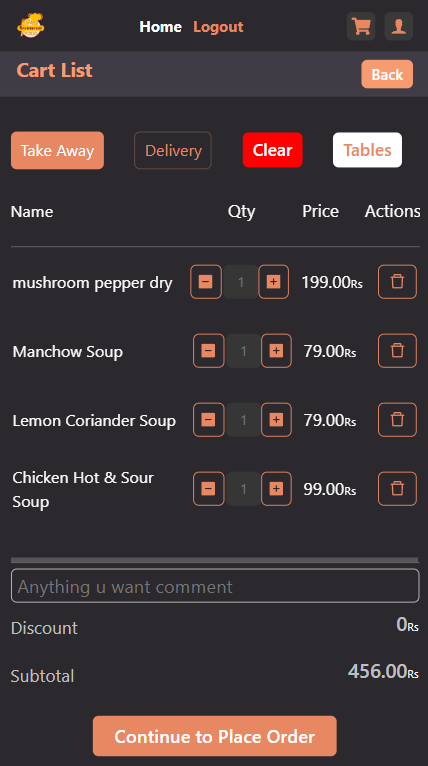 Home Logout
Cart List
Back
Take Away Delivery Clear Tables
Name Qty Price Actions
mushroom pepper dry 1 199.00Rs
Manchow Soup 1 79.00Rs
Lemon Coriander Soup 1 79.00Rs
Chicken Hot & Sour
Soup 1 99.00Rs
Anything u want comment
Discount 0Rs
Subtotal 456.00Rs
Continue to Place Order